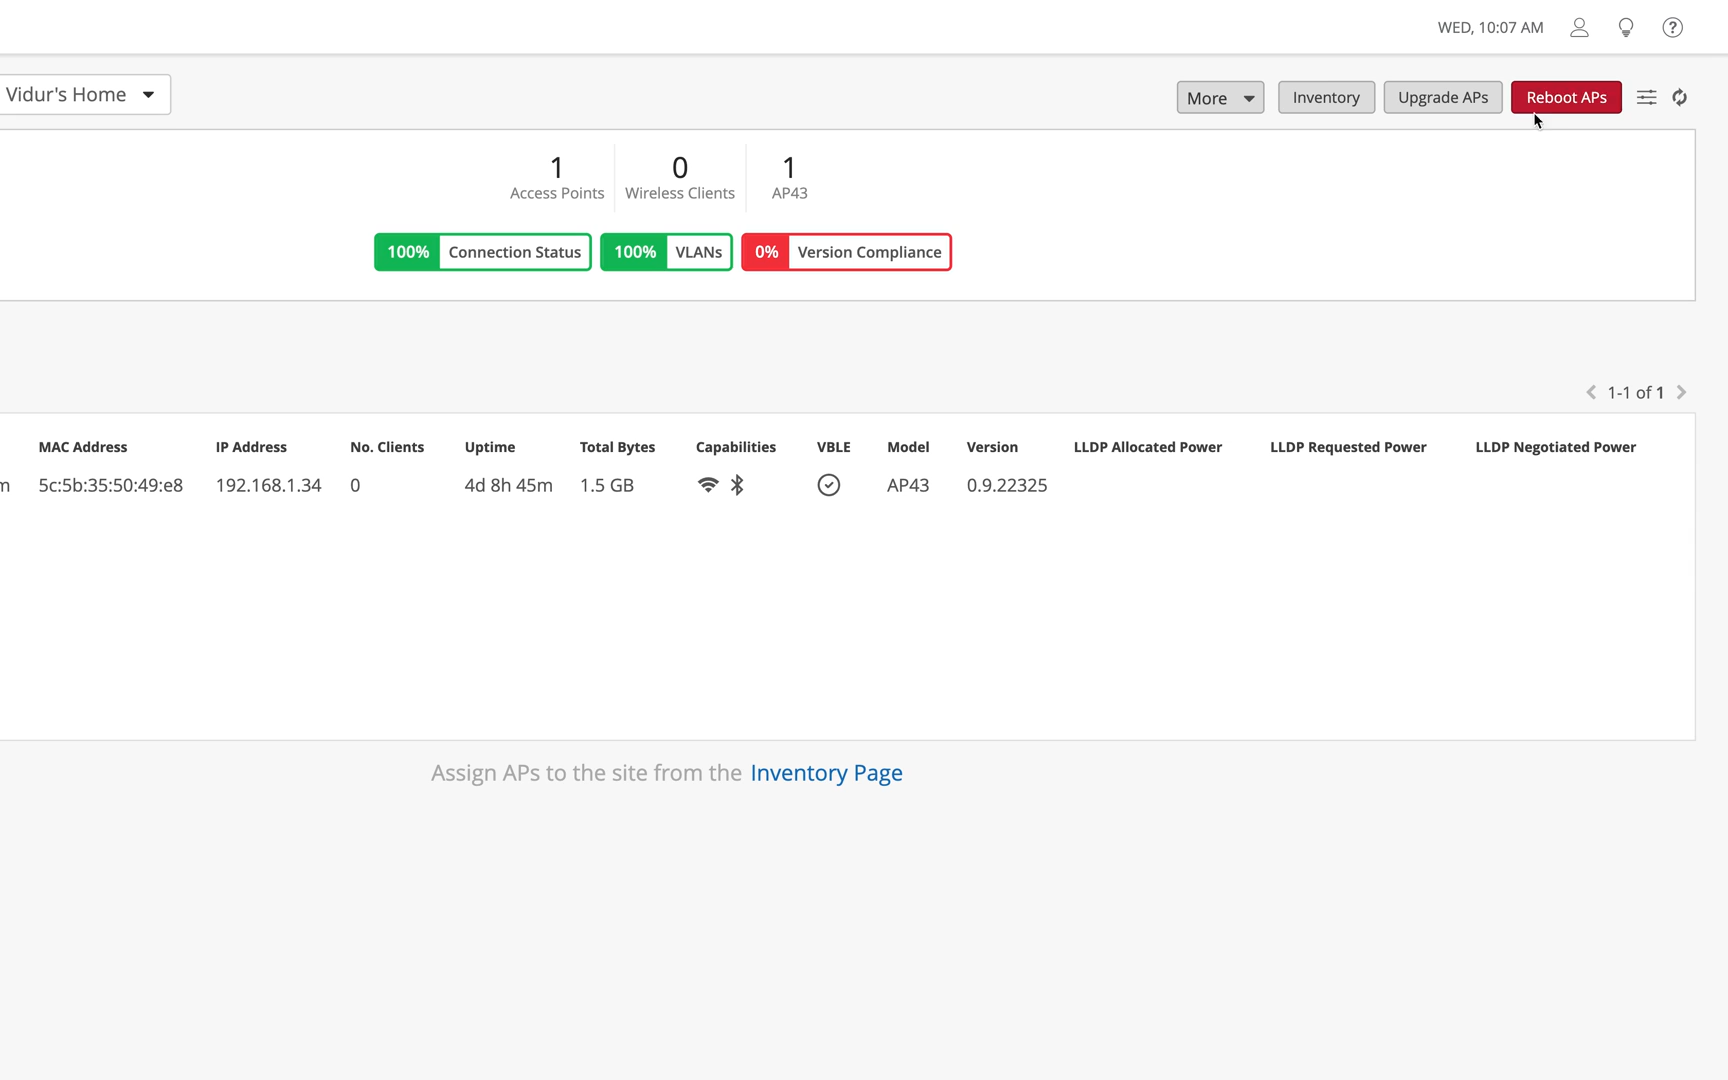 WED, 10:07 AM
Vidur's Home
More
Inventory
Upgrade APs
Reboot APs
1
Access Points
0
Wireless Clients
1
AP43
100% Connection Status
100% VLANs
0% Version Compliance
1-1 of 1
MAC Address IP Address No. Clients Uptime Total Bytes Capabilities VBLE Model Version LLDP Allocated Power LLDP Requested Power LLDP Negotiated Power
m 5c:5b:35:50:49:e8 192.168.1.34 0 4d 8h 45m 1.5 GB AP43 0.9.22325
Assign APs to the site from the Inventory Page